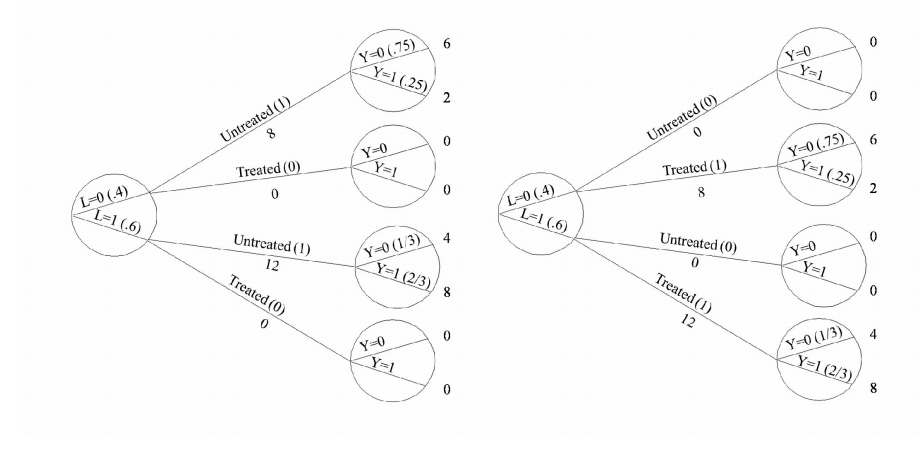 Y=0 (.75)
6
Y=1 (.25)
2
Untreated (1)
8
Y=0
0
Y=1
0
Treated (0)
0
L=0 (.4)
L=1 (.6)
Untreated (1)
12
Y=0 (1/3)
4
Y=1 (2/3)
8
Treated (0)
0
Y=0
0
Y=1
0
Y=0
0
Y=1
0
Untreated (0)
0
Y=0 (.75)
6
Y=1 (.25)
2
Treated (1)
8
L=0 (.4)
L=1 (.6)
Untreated (0)
0
Y=0
0
Y=1
0
Treated (1)
12
Y=0 (1/3)
4
Y=1 (2/3)
8